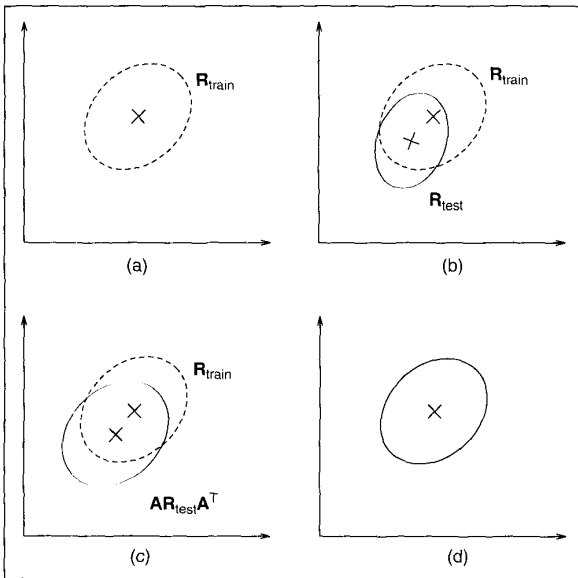 R_train
(a)
R_train
R_test
(b)
R_train
AR_testA^T
(c)
(d)